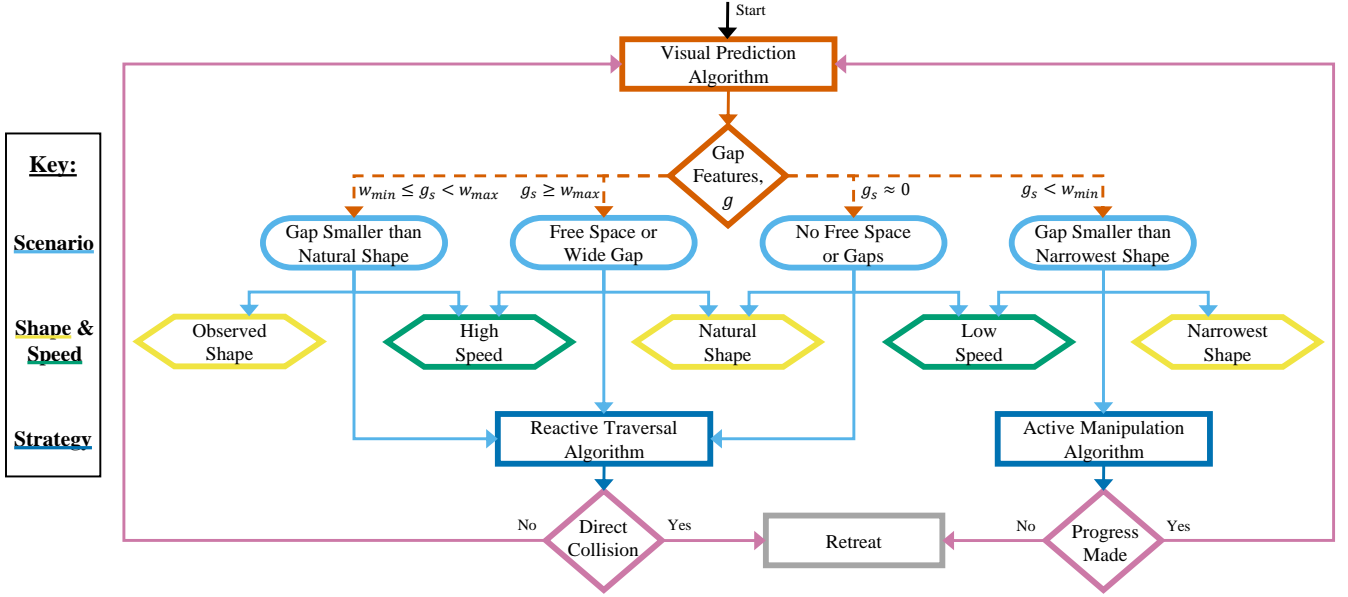 Start
Visual Prediction
Algorithm
Gap
Features,
g
w_min ≤ g_s < w_max
g_s ≥ w_max
g_s ≈ 0
g_s < w_min
Key:
Scenario
Shape &
Speed
Strategy
Gap Smaller than
Natural Shape
Free Space or
Wide Gap
No Free Space
or Gaps
Gap Smaller than
Narrowest Shape
Observed
Shape
High
Speed
Natural
Shape
Low
Speed
Narrowest
Shape
Reactive Traversal
Algorithm
Active Manipulation
Algorithm
No
Direct
Collision
Yes
Retreat
No
Progress
Made
Yes